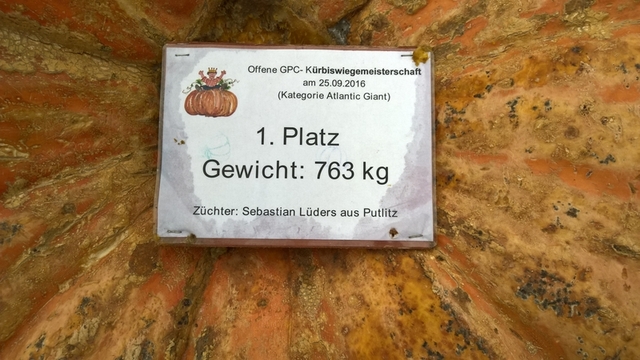 Offene GPC- Kürbiswiegemeisterschaft
am 25.09.2016
(Kategorie Atlantic Giant)
1. Platz
Gewicht: 763 kg
Züchter: Sebastian Lüders aus Putlitz